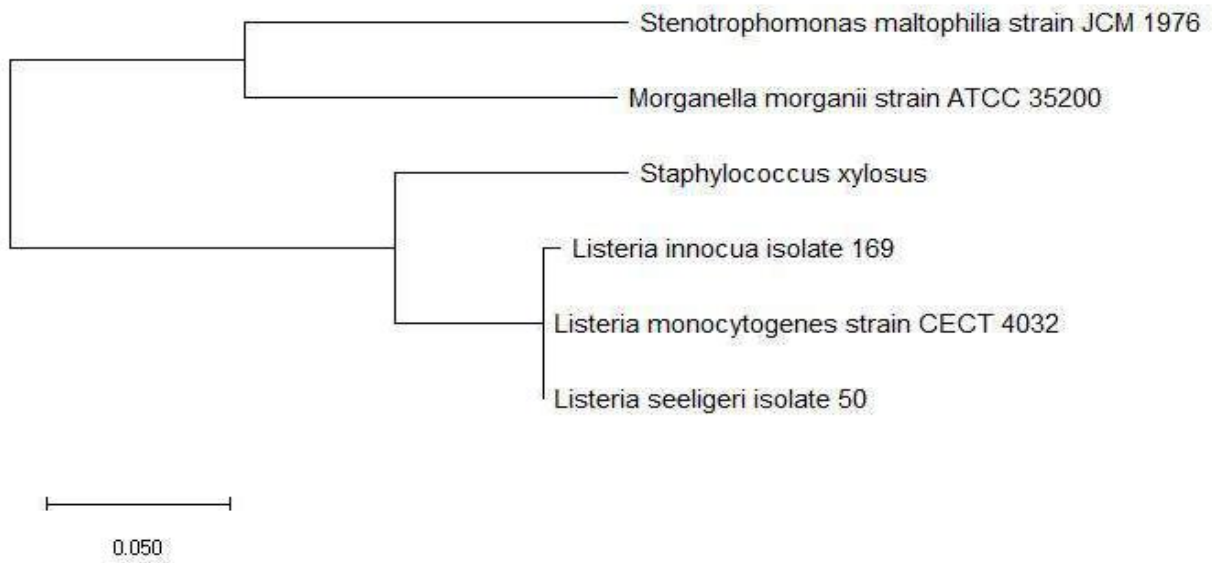 Stenotrophomonas maltophilia strain JCM 1976
Morganella morganii strain ATCC 35200
Staphylococcus xylosus
Listeria innocua isolate 169
Listeria monocytogenes strain CECT 4032
Listeria seeligeri isolate 50
0.050